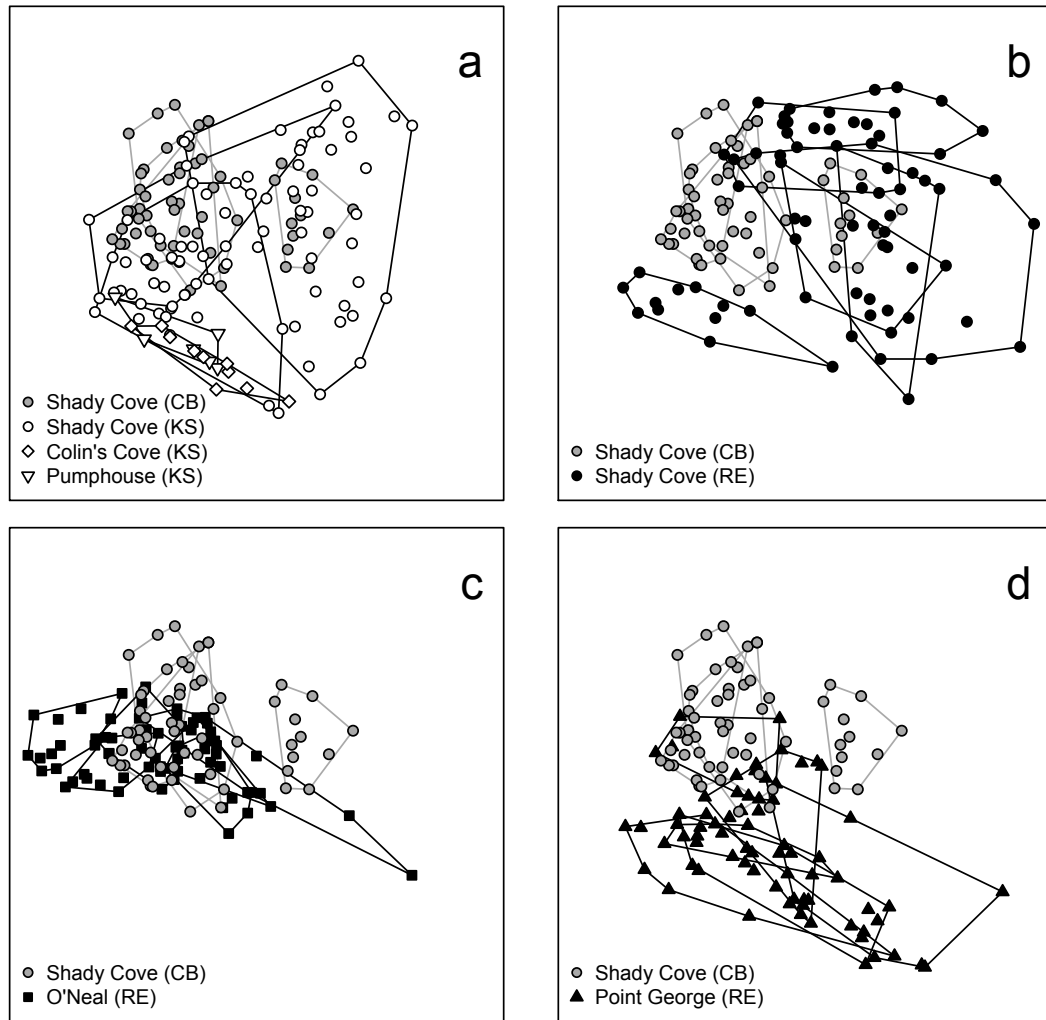 a
Shady Cove (CB)
Shady Cove (KS)
Colin's Cove (KS)
Pumphouse (KS)
b
Shady Cove (CB)
Shady Cove (RE)
c
Shady Cove (CB)
O'Neal (RE)
d
Shady Cove (CB)
Point George (RE)